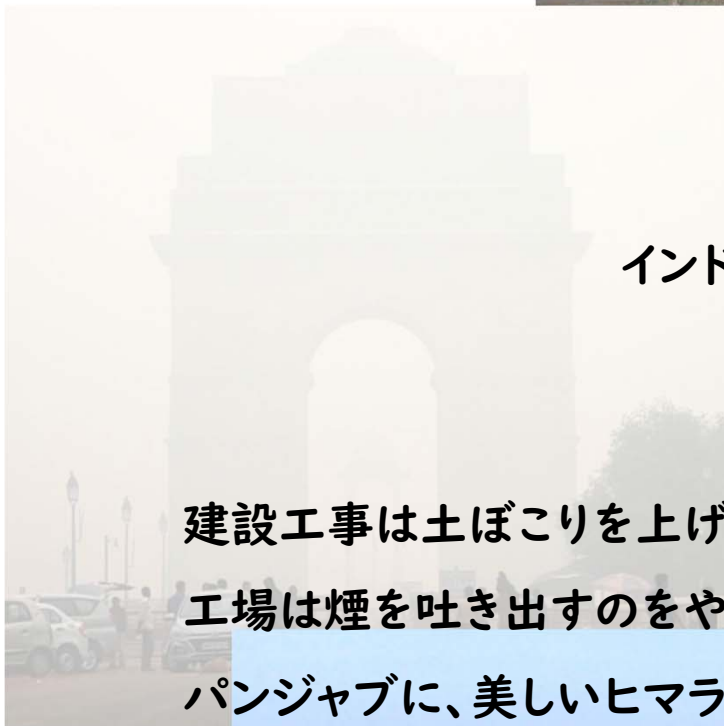 インド
建設工事は土ぼこりを上げ
工場は煙を吐き出すのをや
パンジャブに、美しいヒマラ